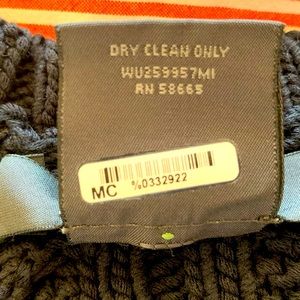 DRY CLEAN ONLY
WU259957MI
RN 58665
MC %0332922